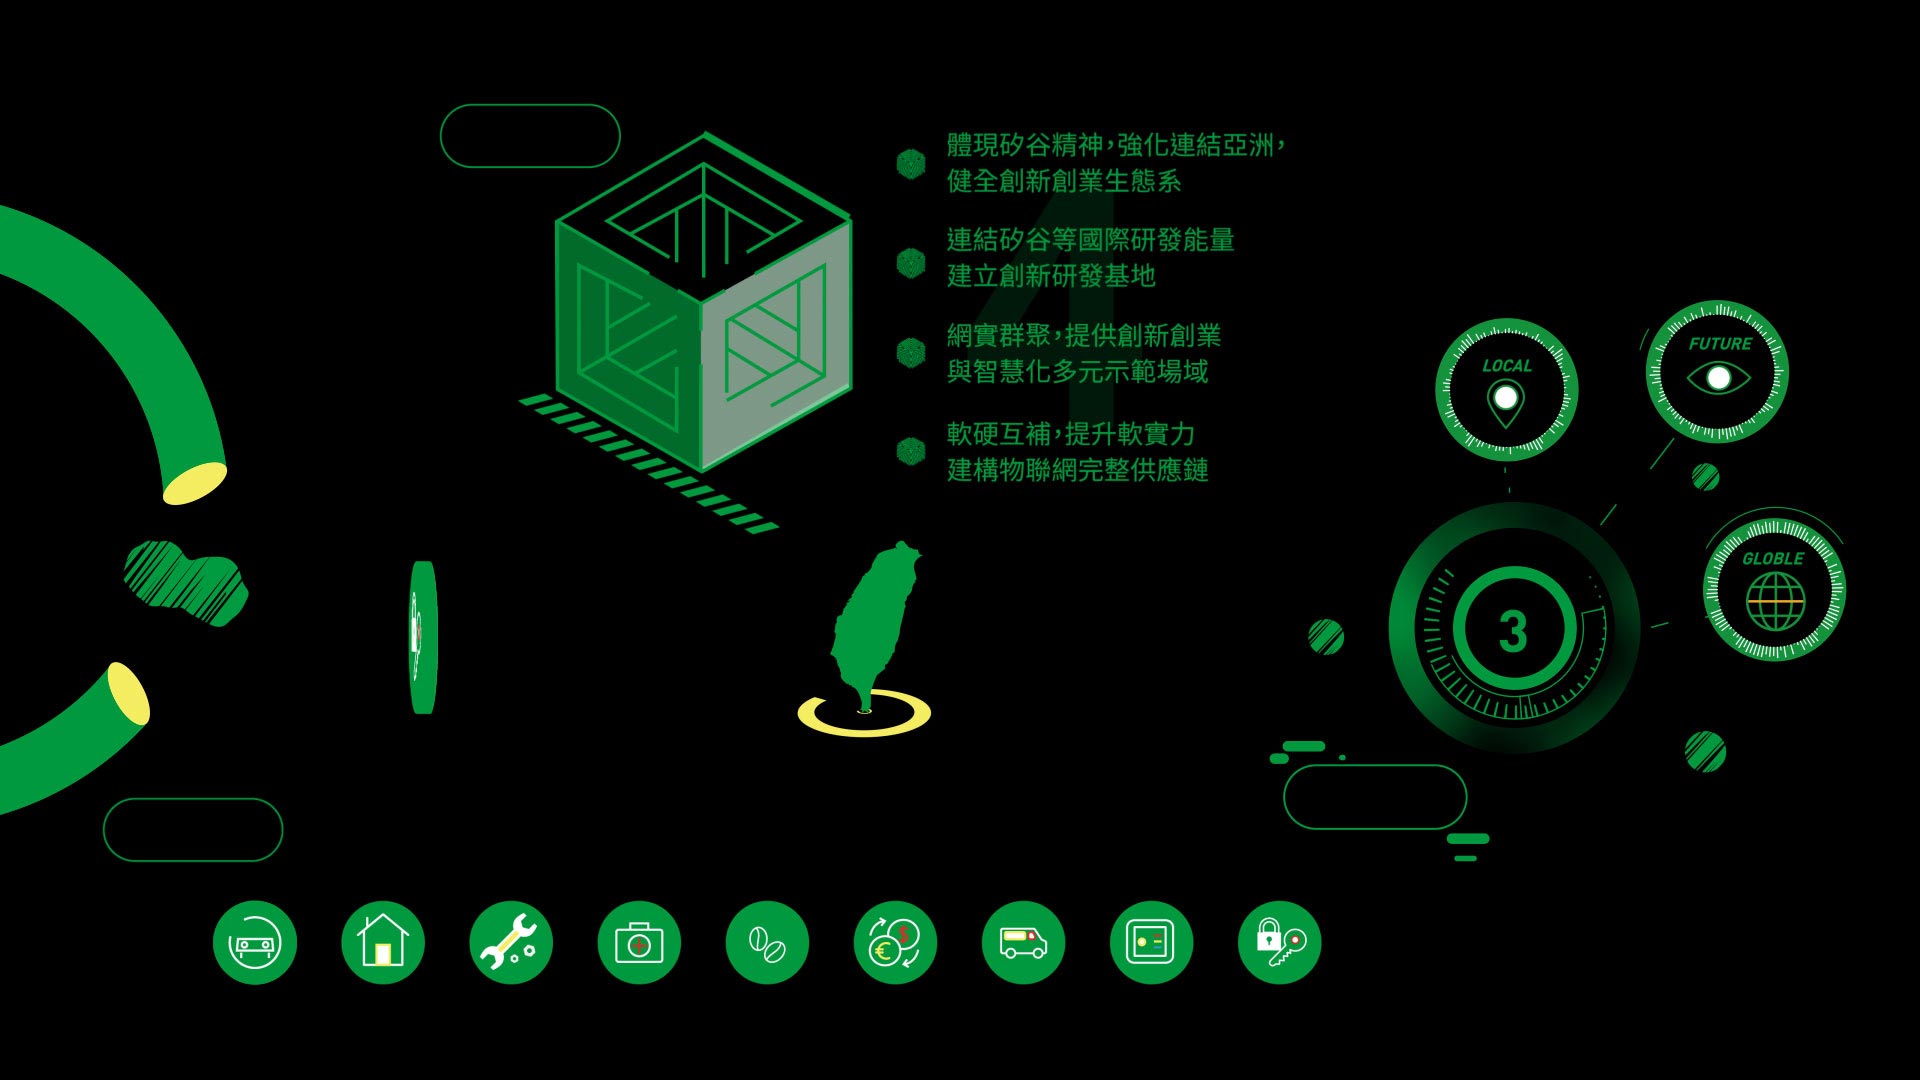 體現矽谷精神，強化連結亞洲，
健全創新創業生態系
連結矽谷等國際研發能量
建立創新研發基地
網實群聚，提供創新創業
與智慧化多元示範場域
軟硬互補，提升軟實力
建構物聯網完整供應鏈
4
LOCAL
FUTURE
GLOBLE
3
$
€